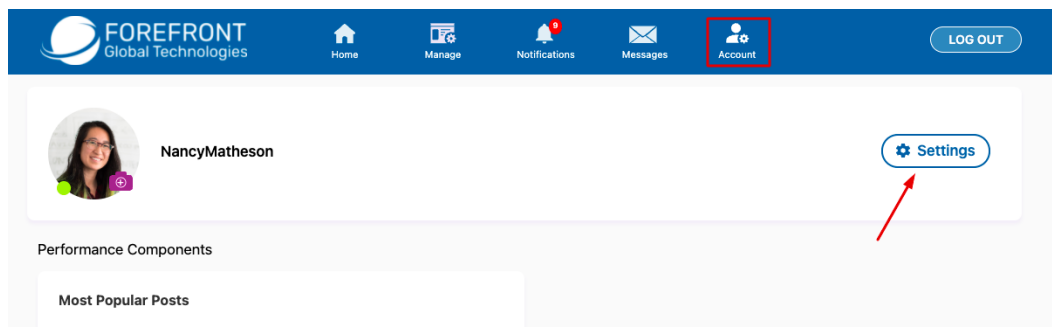 FOREFRONT
Global Technologies
Home
Manage
9
Notifications
Messages
Account
LOG OUT
NancyMatheson
Settings
Performance Components
Most Popular Posts